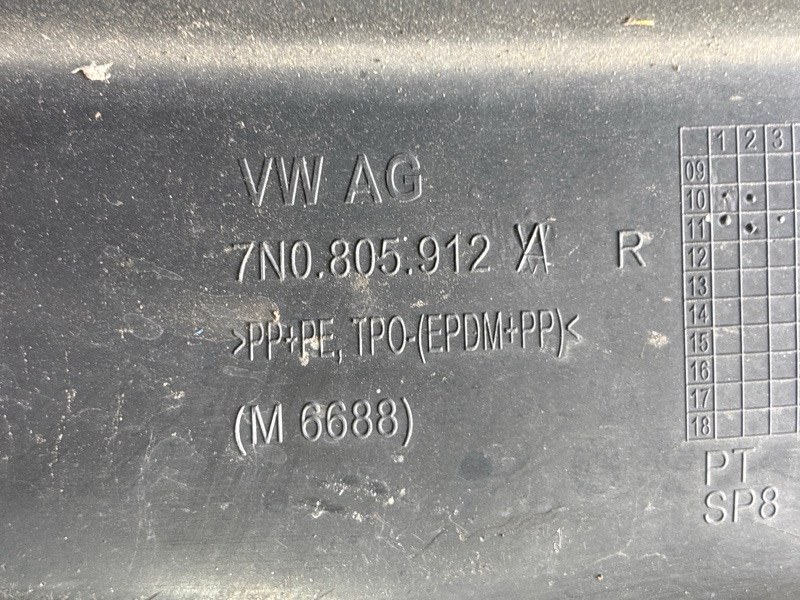 VW AG
7N0.805.912 A R
>PP+PE, TPO-(EPDM+PP)<
(M 6688)
1 2 3
09
10
11
12
13
14
15
16
17
18
PT
SP8